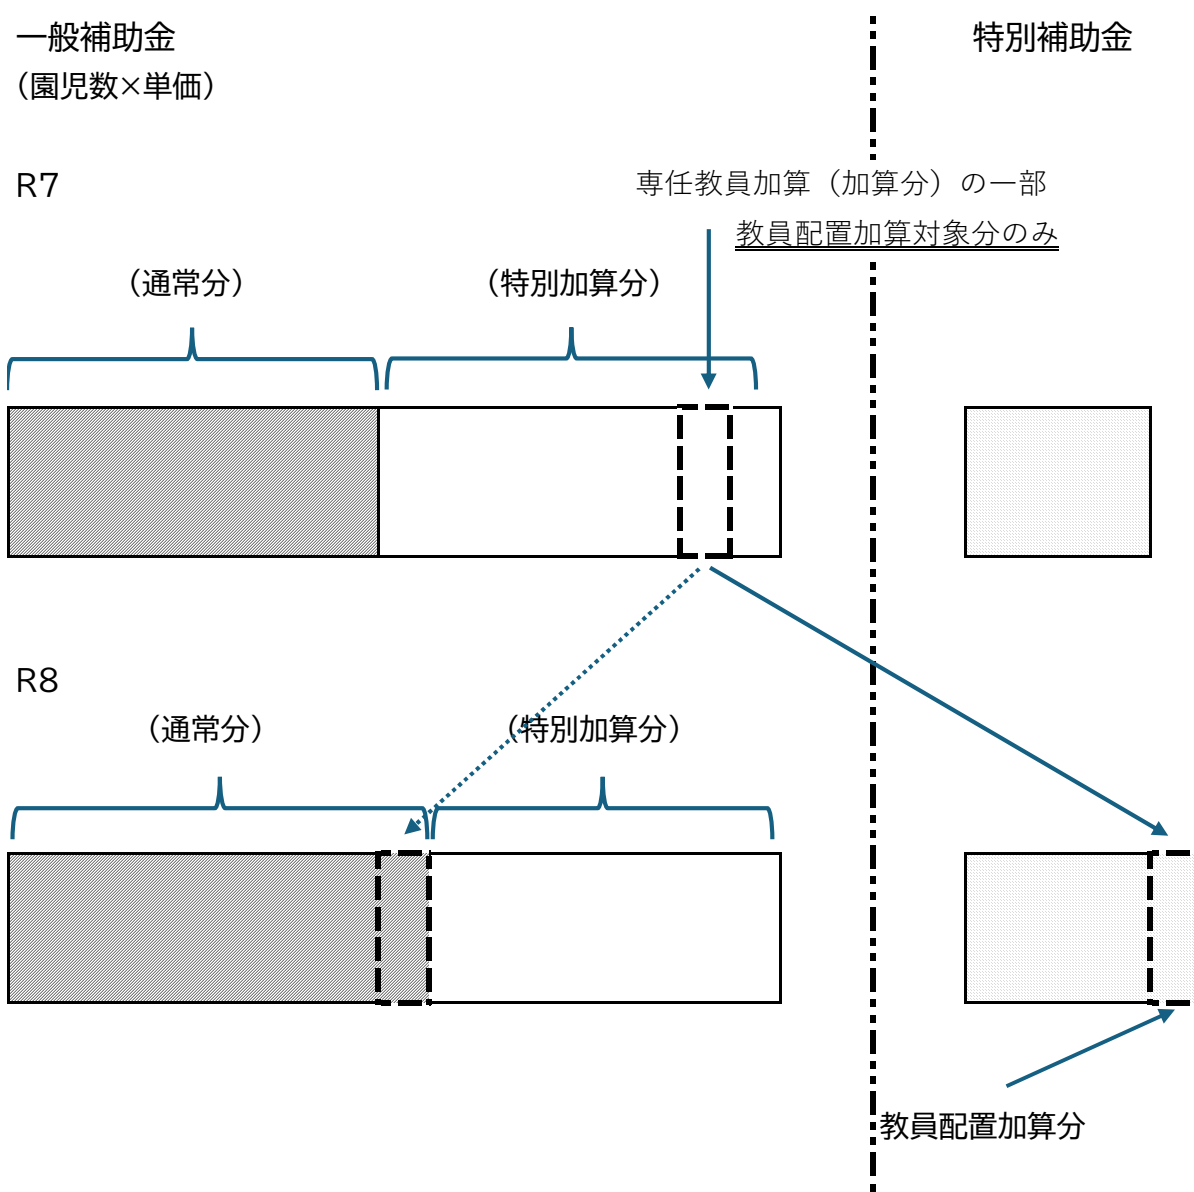 一般補助金
（園児数×単価）
特別補助金
R7
専任教員加算（加算分）の一部
教員配置加算対象分のみ
（通常分）
（特別加算分）
R8
（通常分）
（特別加算分）
教員配置加算分